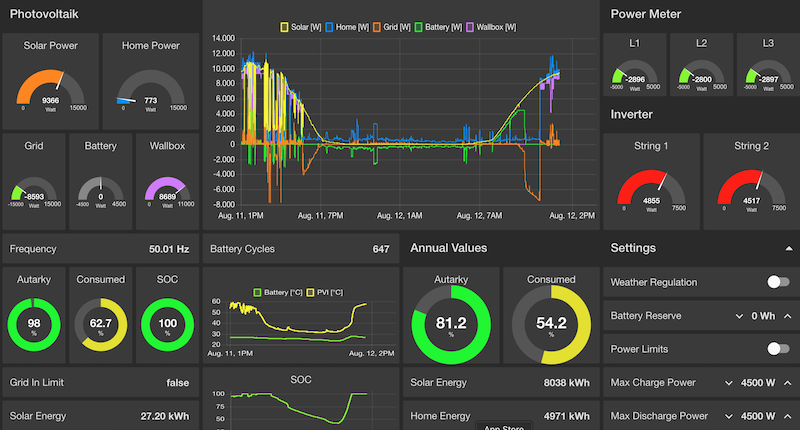 Photovoltaik
Solar Power
9366
Watt
0
15000
Home Power
773
Watt
0
15000
Grid
-8593
Watt
-15000
15000
Battery
0
Watt
-4500
4500
Wallbox
8689
Watt
0
11000
Solar [W] Home [W] Grid [W] Battery [W] Wallbox [W]
14.000
12.000
10.000
8.000
6.000
4.000
2.000
0
-2.000
-4.000
-6.000
-8.000
Aug. 11, 1PM Aug. 11, 7PM Aug. 12, 1AM Aug. 12, 7AM Aug. 12, 2PM
Power Meter
L1
-2896
Watt
-5000
5000
L2
-2800
Watt
-5000
5000
L3
-2897
Watt
-5000
5000
Inverter
String 1
4855
Watt
0
7500
String 2
4517
Watt
0
7500
Frequency 50.01 Hz
Autarky
98
%
Consumed
62.7
%
SOC
100
%
Grid In Limit false
Solar Energy 27.20 kWh
Battery Cycles 647
Battery [°C] PVI [°C]
60
50
40
30
20
Aug. 11, 1PM Aug. 12, 2PM
SOC
100
75
50
Annual Values
Autarky
81.2
%
Consumed
54.2
%
Solar Energy 8038 kWh
Home Energy 4971 kWh
App Store
Settings
Weather Regulation
Battery Reserve 0 Wh
Power Limits
Max Charge Power 4500 W
Max Discharge Power 4500 W